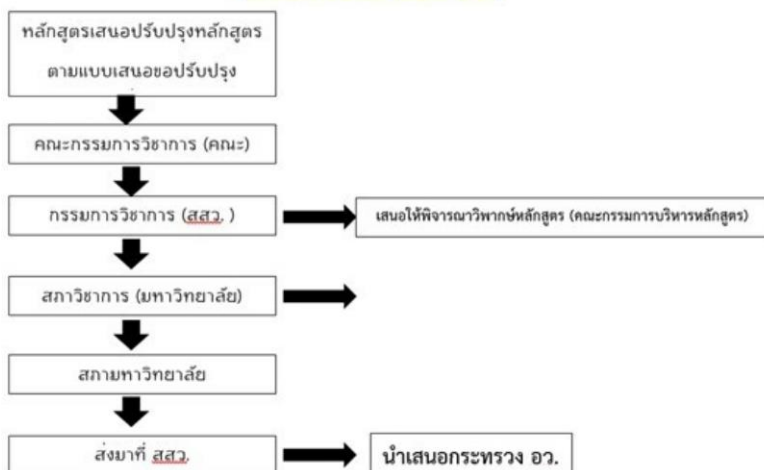 หลักสูตรเสนอปรับปรุงหลักสูตร
ตามแบบเสนอขอปรับปรุง
คณะกรรมการวิชาการ (คณะ)
กรรมการวิชาการ (สสว. )
เสนอให้พิจารณาวิพากษ์หลักสูตร (คณะกรรมการบริหารหลักสูตร)
สภาวิชาการ (มหาวิทยาลัย)
สภามหาวิทยาลัย
ส่งมาที่ สสว.
นำเสนอกระทรวง อว.